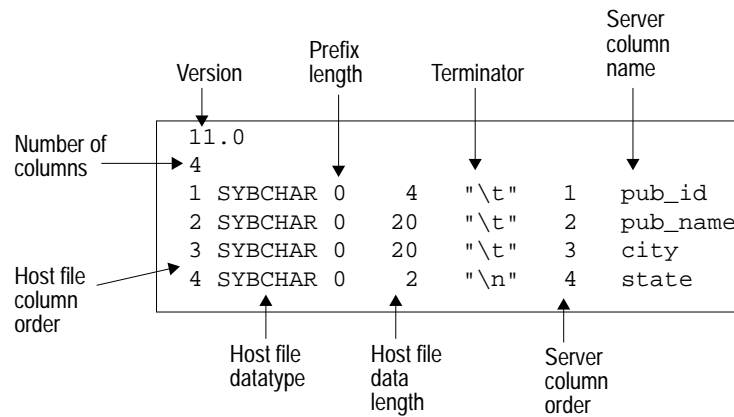 Server
column
name
Prefix
length
Version
Terminator
11.0
Number of
columns
4
1 SYBCHAR 0 4 "\t" 1 pub_id
2 SYBCHAR 0 20 "\t" 2 pub_name
3 SYBCHAR 0 20 "\t" 3 city
4 SYBCHAR 0 2 "\n" 4 state
Host file
column
order
Host file
datatype
Host file
data
length
Server
column
order